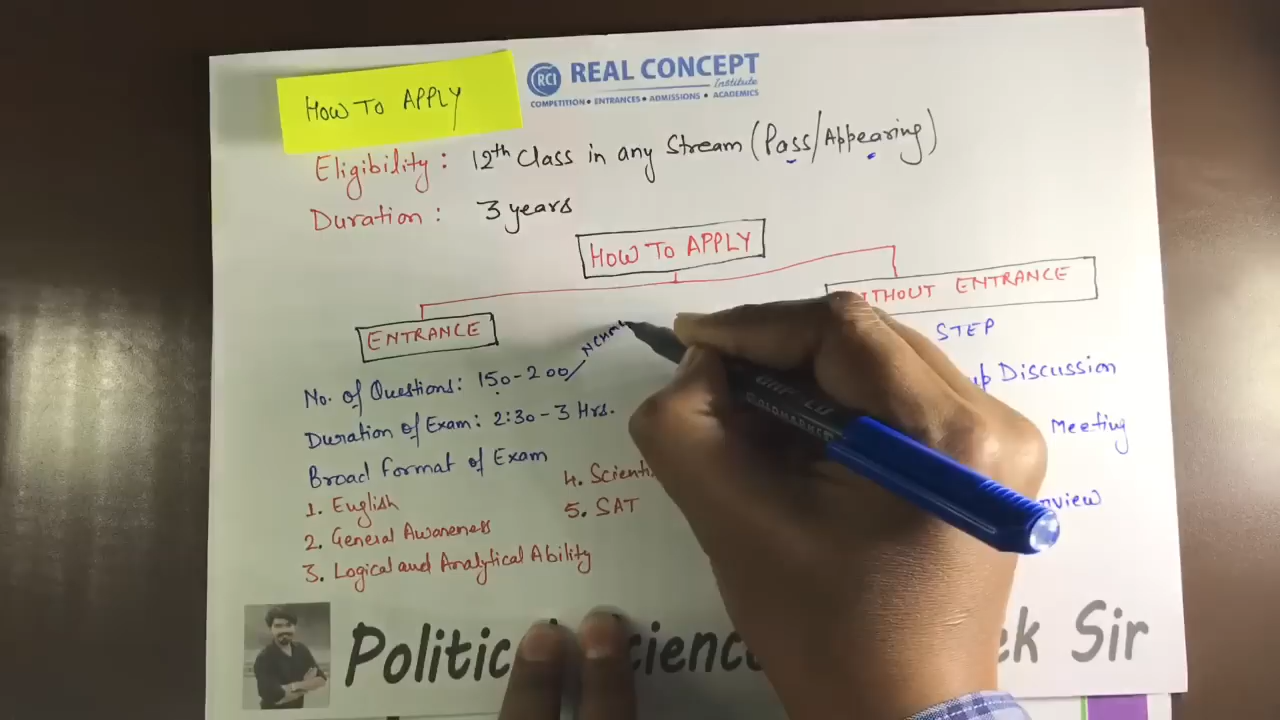 HOW TO APPLY
RCI REAL CONCEPT
Institute
COMPETITION • ENTRANCES • ADMISSIONS • ACADEMICS
Eligibility: 12th Class in any Stream (Pass/Appearing)
Duration: 3 years
HOW TO APPLY
ENTRANCE
ENTRANCE
STEP
No. of Questions: 150-200
Discussion
Duration of Exam: 2:30-3 Hrs.
Meeting
Broad Format of Exam
1. English
4.
2. General Awareness
5. SAT
3. Logical and Analytical Ability
Sir